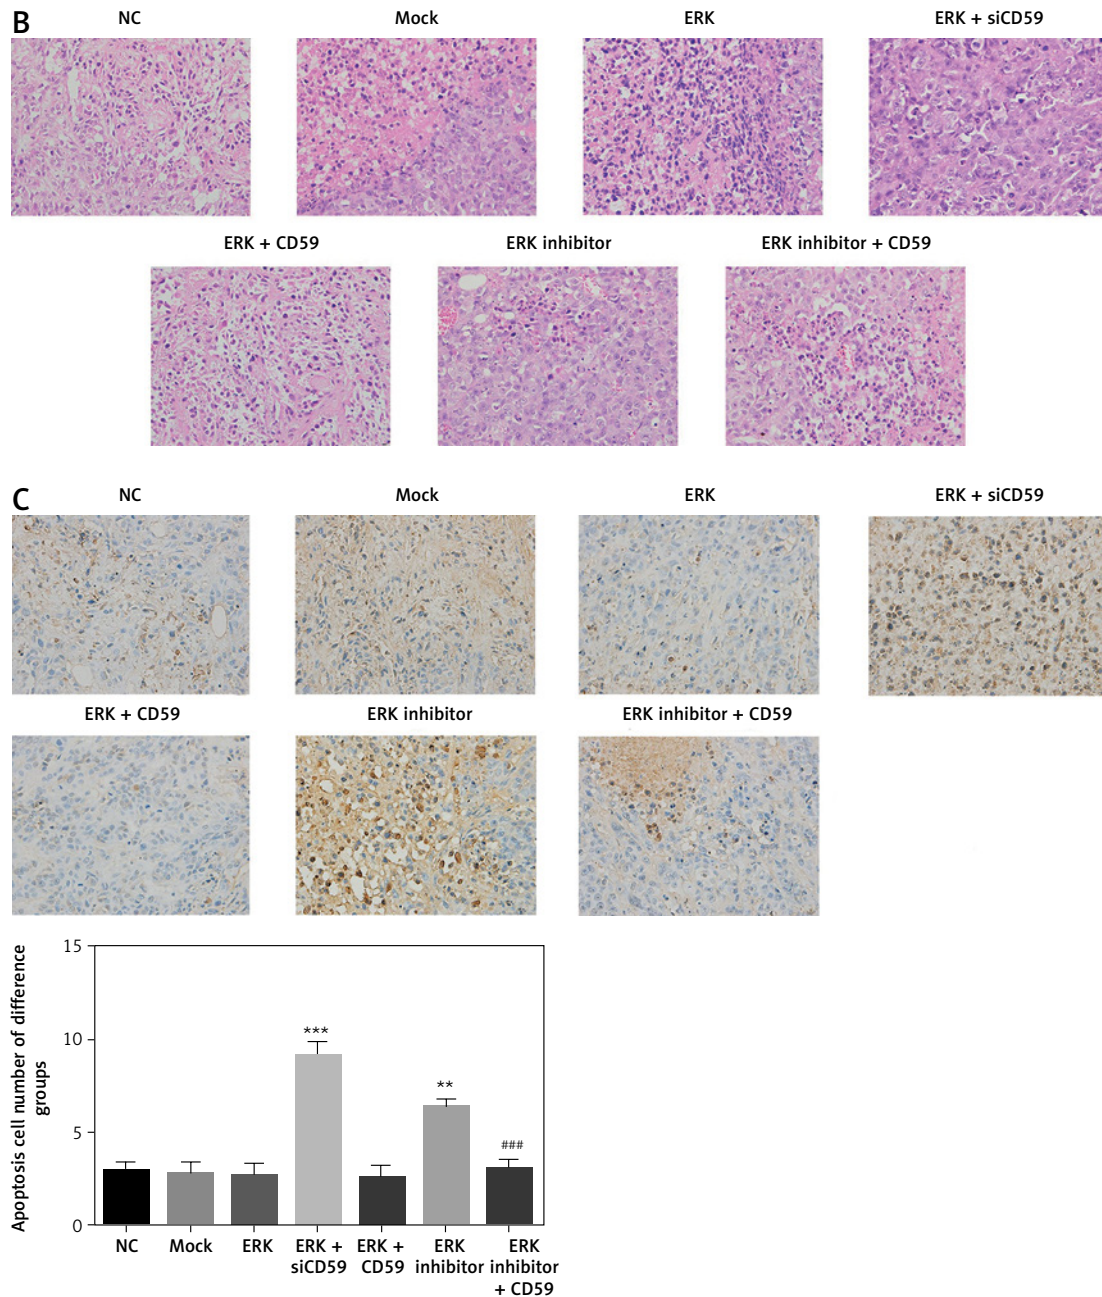 B
NC
Mock
ERK
ERK + siCD59
ERK + CD59
ERK inhibitor
ERK inhibitor + CD59
C
NC
Mock
ERK
ERK + siCD59
ERK + CD59
ERK inhibitor
ERK inhibitor + CD59
Apoptosis cell number of difference
groups
15
10
5
0
***
**
###
NC
Mock
ERK
ERK +
siCD59
ERK +
CD59
ERK
inhibitor
ERK
inhibitor
+ CD59